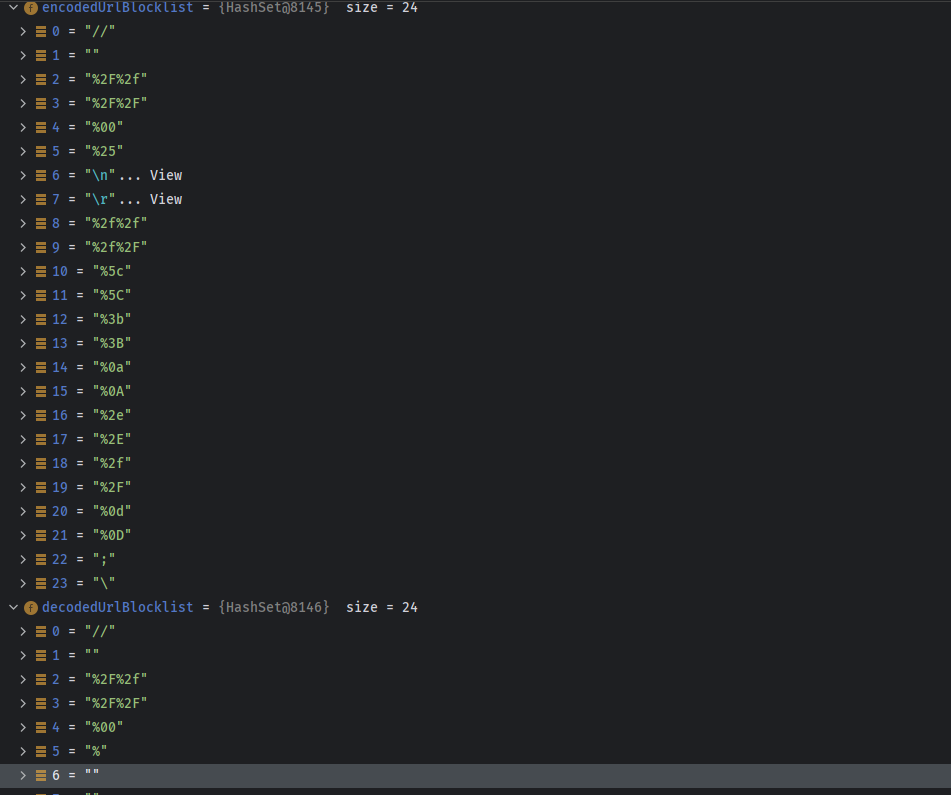 encodedUrlBlocklist = {HashSet@8145} size = 24
0 = "//"
1 = ""
2 = "%2F%2f"
3 = "%2F%2F"
4 = "%00"
5 = "%25"
6 = "\n"... View
7 = "\r"... View
8 = "%2f%2f"
9 = "%2f%2F"
10 = "%5c"
11 = "%5C"
12 = "%3b"
13 = "%3B"
14 = "%0a"
15 = "%0A"
16 = "%2e"
17 = "%2E"
18 = "%2f"
19 = "%2F"
20 = "%0d"
21 = "%0D"
22 = ";"
23 = "\"
decodedUrlBlocklist = {HashSet@8146} size = 24
0 = "//"
1 = ""
2 = "%2F%2f"
3 = "%2F%2F"
4 = "%00"
5 = "%"
6 = ""